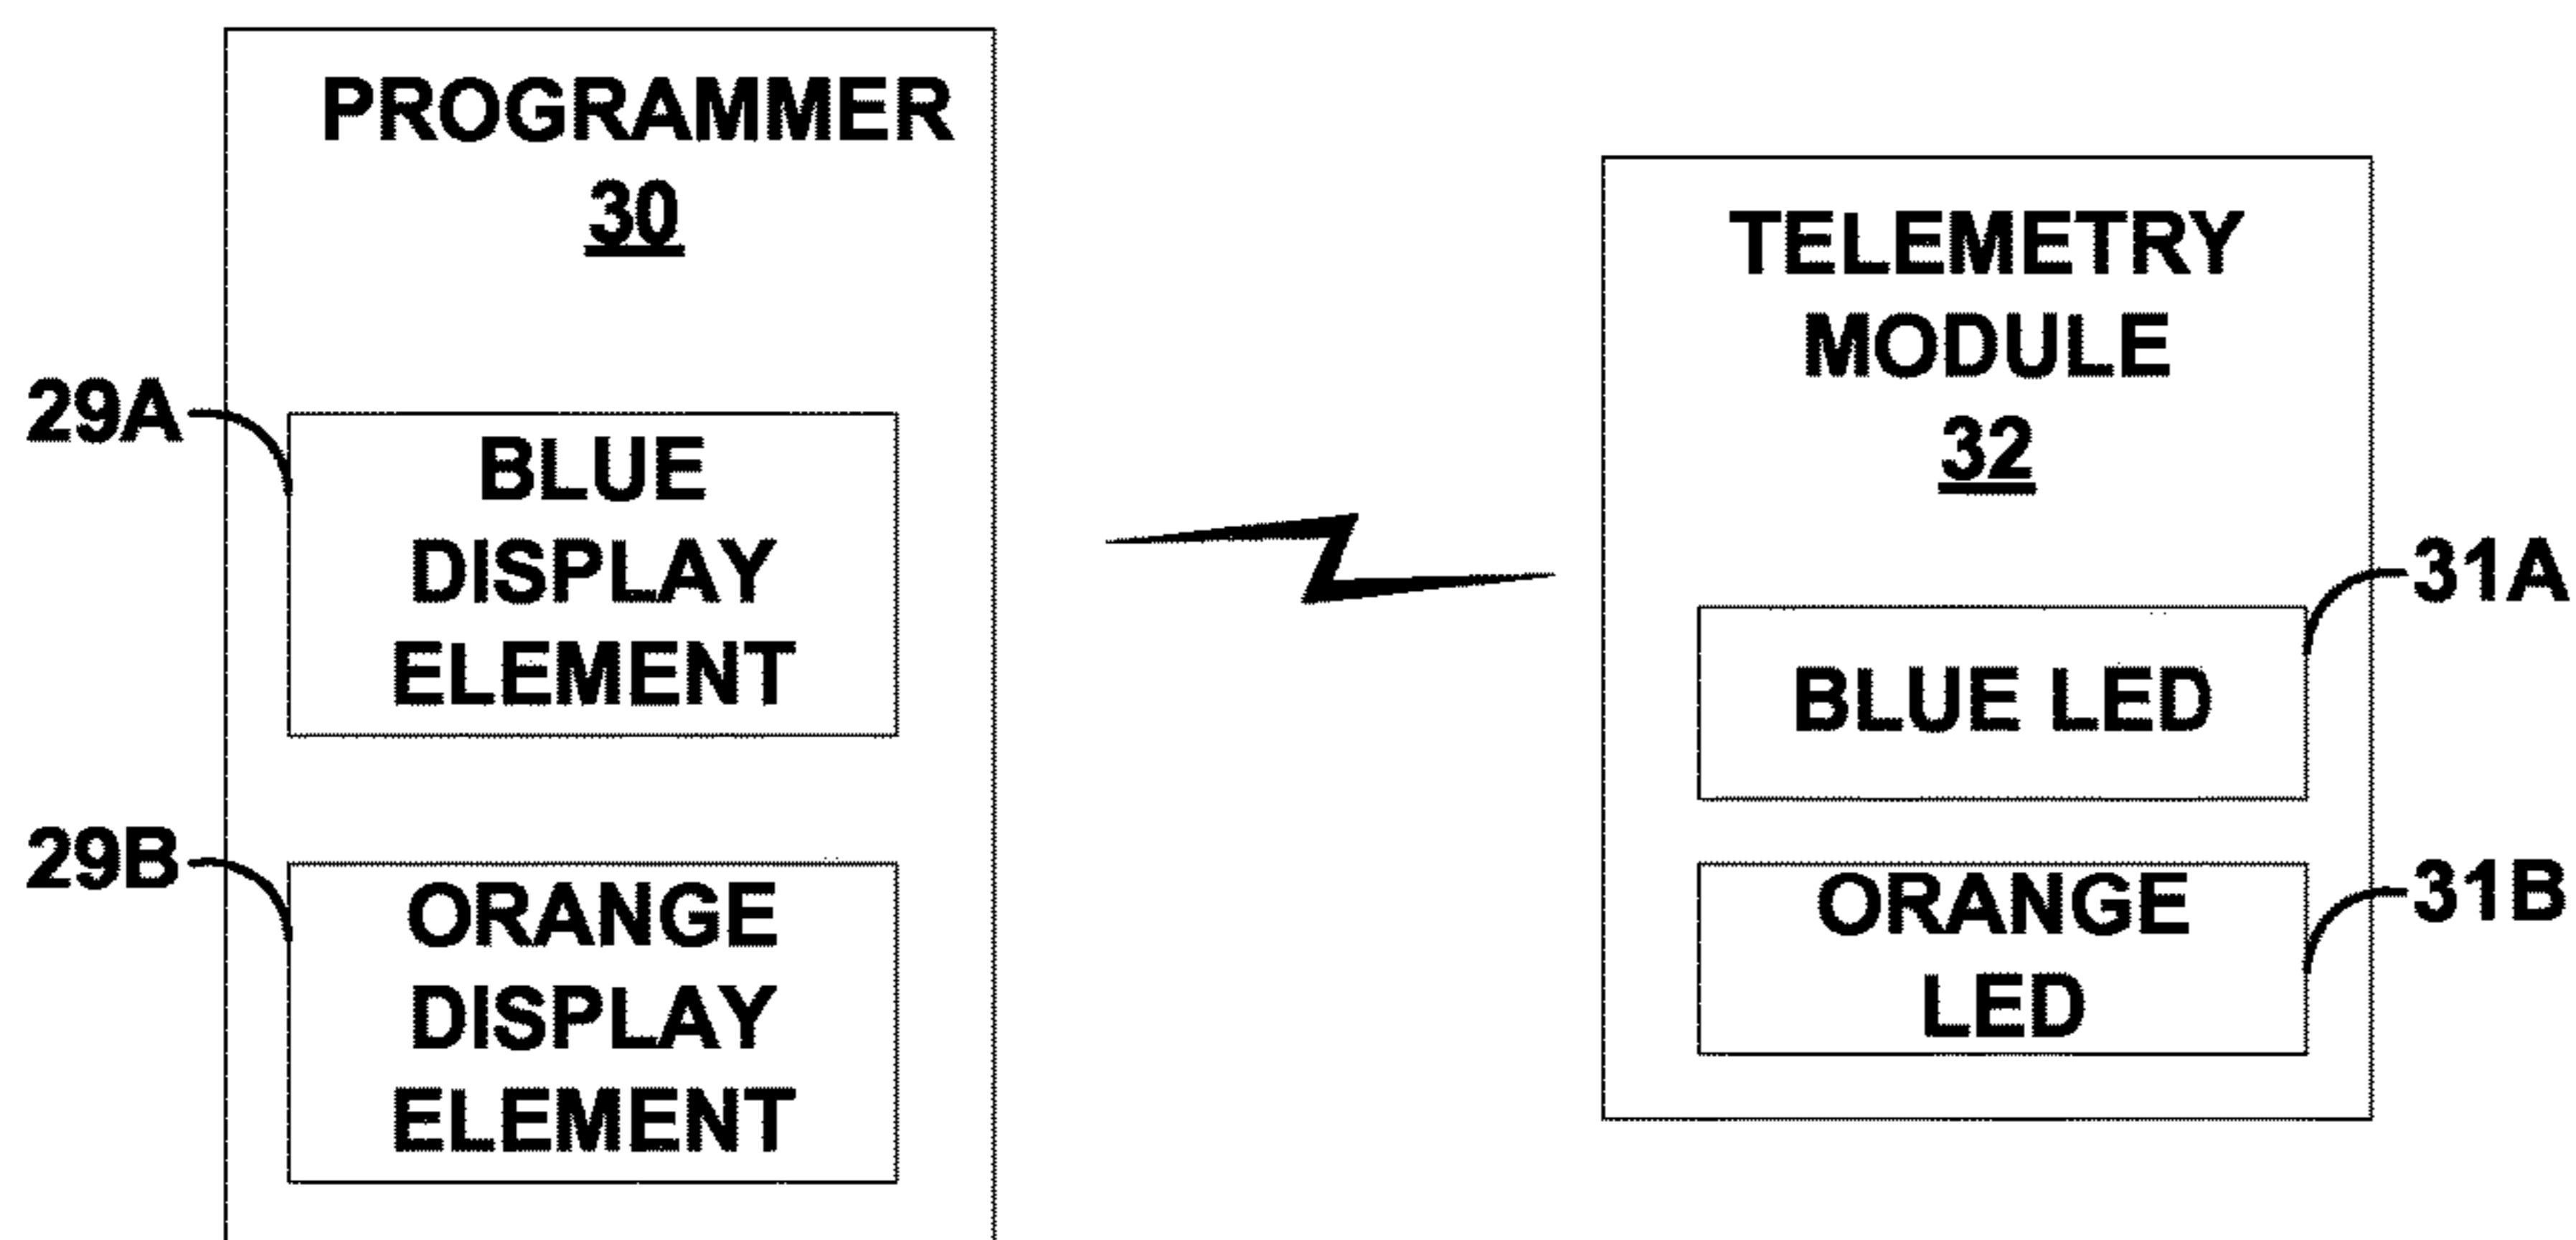 PROGRAMMER
30
29A
BLUE
DISPLAY
ELEMENT
29B
ORANGE
DISPLAY
ELEMENT
TELEMETRY
MODULE
32
31A
BLUE LED
31B
ORANGE
LED